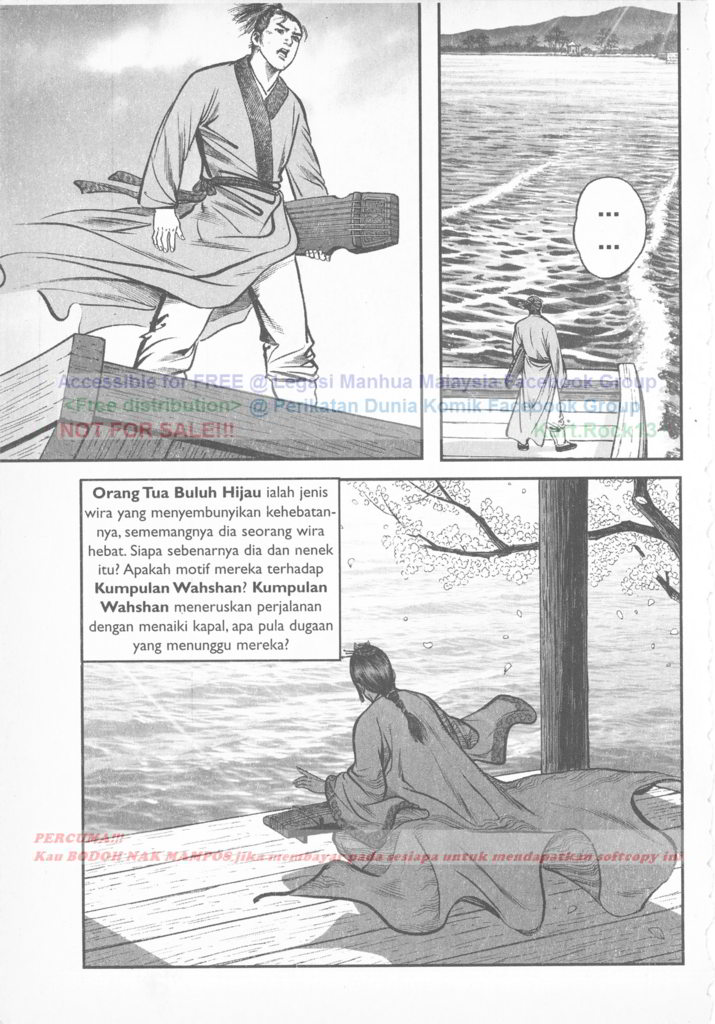 ...
...
Accessible for FREE @ Legasi Manhua Malaysia Facebook Group
<Free distribution> @ Perikatan Dunia Komik Facebook Group
NOT FOR SALE!!!
Orang Tua Buluh Hijau ialah jenis
wira yang menyembunyikan kehebatan-
nya, sememangnya dia seorang wira
hebat. Siapa sebenarnya dia dan nenek
itu? Apakah motif mereka terhadap
Kumpulan Wahshan? Kumpulan
Wahshan meneruskan perjalanan
dengan menaiki kapal, apa pula dugaan
yang menunggu mereka?
PERCUMA!!!
Kau BODOH NAK MAMPOS jika membayar pada sesiapa untuk mendapatkan softcopy ini